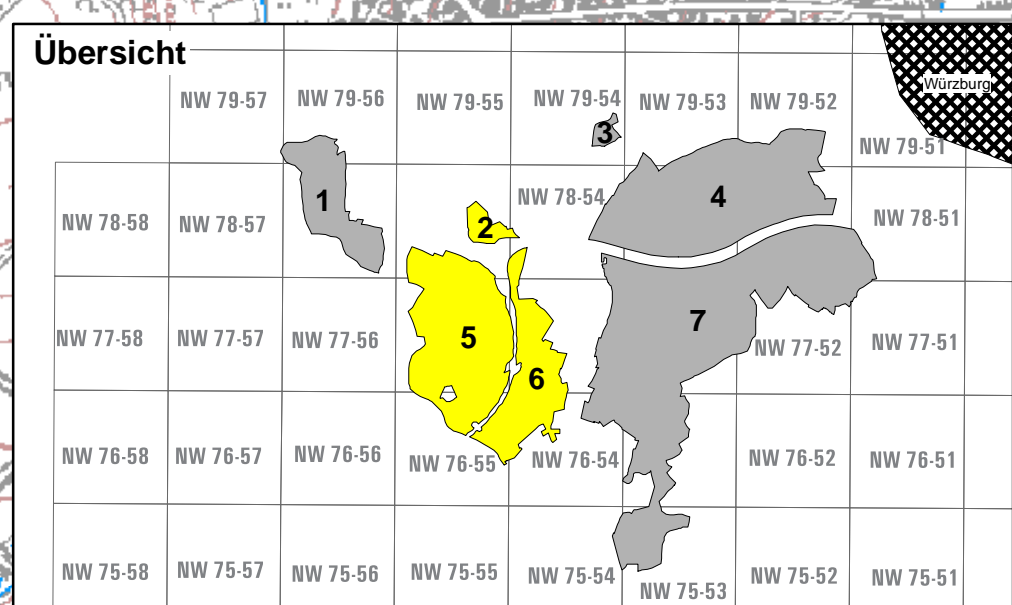 Übersicht
Würzburg
NW 79-57 NW 79-56 NW 79-55 NW 79-54 NW 79-53 NW 79-52
3
NW 79-51
1 NW 78-54 4
NW 78-58 NW 78-57 2 NW 78-51
NW 77-58 NW 77-57 NW 77-56 5 7 NW 77-52 NW 77-51
6
NW 76-58 NW 76-57 NW 76-56 NW 76-55 NW 76-54 NW 76-52 NW 76-51
NW 75-58 NW 75-57 NW 75-56 NW 75-55 NW 75-54 NW 75-53 NW 75-52 NW 75-51